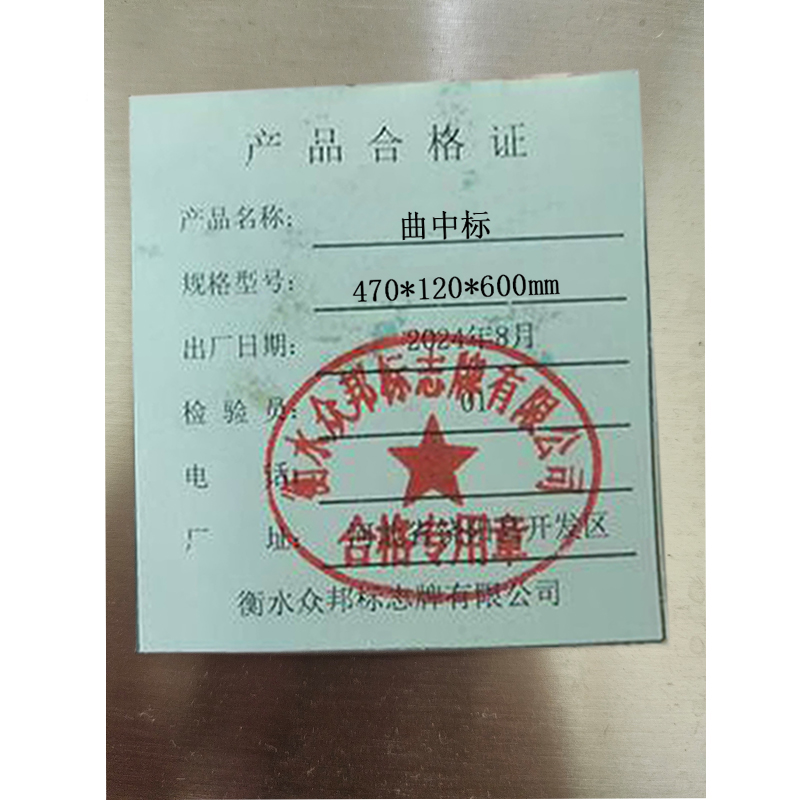 产品合格证
产品名称: 曲中标
规格型号: 470*120*600mm
出厂日期: 2024年8月
检验员: 01
电话:
厂址: 河北省 开发区
衡水众邦标志牌有限公司
衡水众邦标志牌有限公司
合格专用章